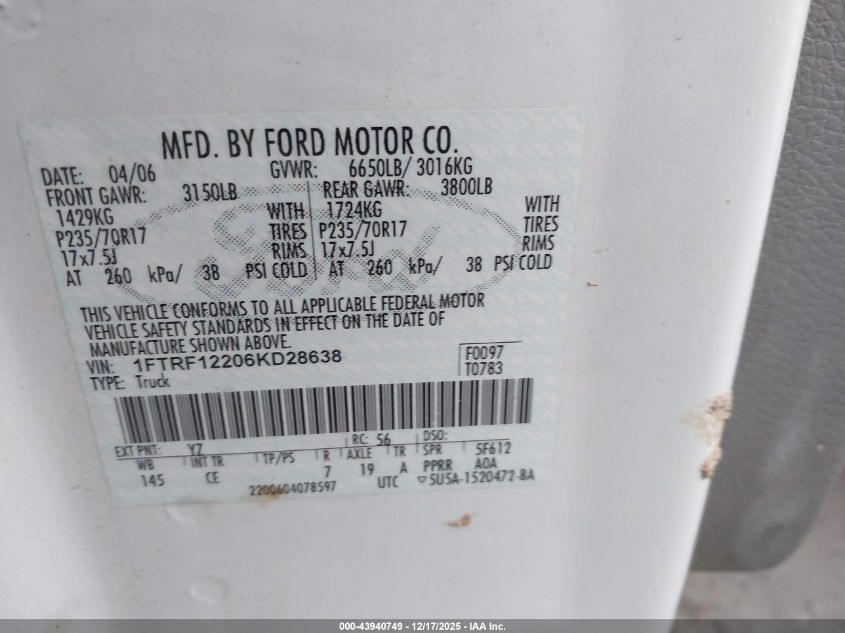 MFD. BY FORD MOTOR CO.
DATE: 04/06 GVWR: 6650LB/ 3016KG
FRONT GAWR: 3150LB REAR GAWR: 3800LB
1429KG WITH 1724KG WITH
P235/70R17 TIRES P235/70R17 TIRES
17x7.5J RIMS 17x7.5J RIMS
AT 260 kPa/ 38 PSI COLD AT 260 kPa/ 38 PSI COLD
Ford
THIS VEHICLE CONFORMS TO ALL APPLICABLE FEDERAL MOTOR
VEHICLE SAFETY STANDARDS IN EFFECT ON THE DATE OF
MANUFACTURE SHOWN ABOVE.
VIN: 1FTRF12206KD28638 F0097
TYPE: Truck T0783
EXT PNT: YZ RC: 56 DSO:
WB INT TR TP/PS R AXLE TR SPR 5F612
145 CE 7 19 A PPRR AOA
2200604078597 UTC ▽5U5A-1520472-BA
000-43940749 - 12/17/2025 - IAA Inc.